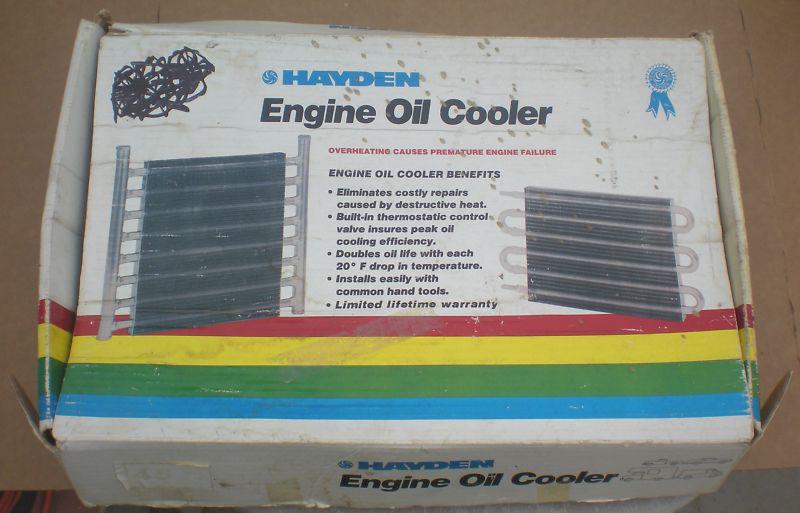 HAYDEN
Engine Oil Cooler
OVERHEATING CAUSES PREMATURE ENGINE FAILURE
ENGINE OIL COOLER BENEFITS
• Eliminates costly repairs
caused by destructive heat.
• Built-in thermostatic control
valve insures peak oil
cooling efficiency.
• Doubles oil life with each
20° F drop in temperature.
• Installs easily with
common hand tools.
• Limited lifetime warranty
HAYDEN
Engine Oil Cooler